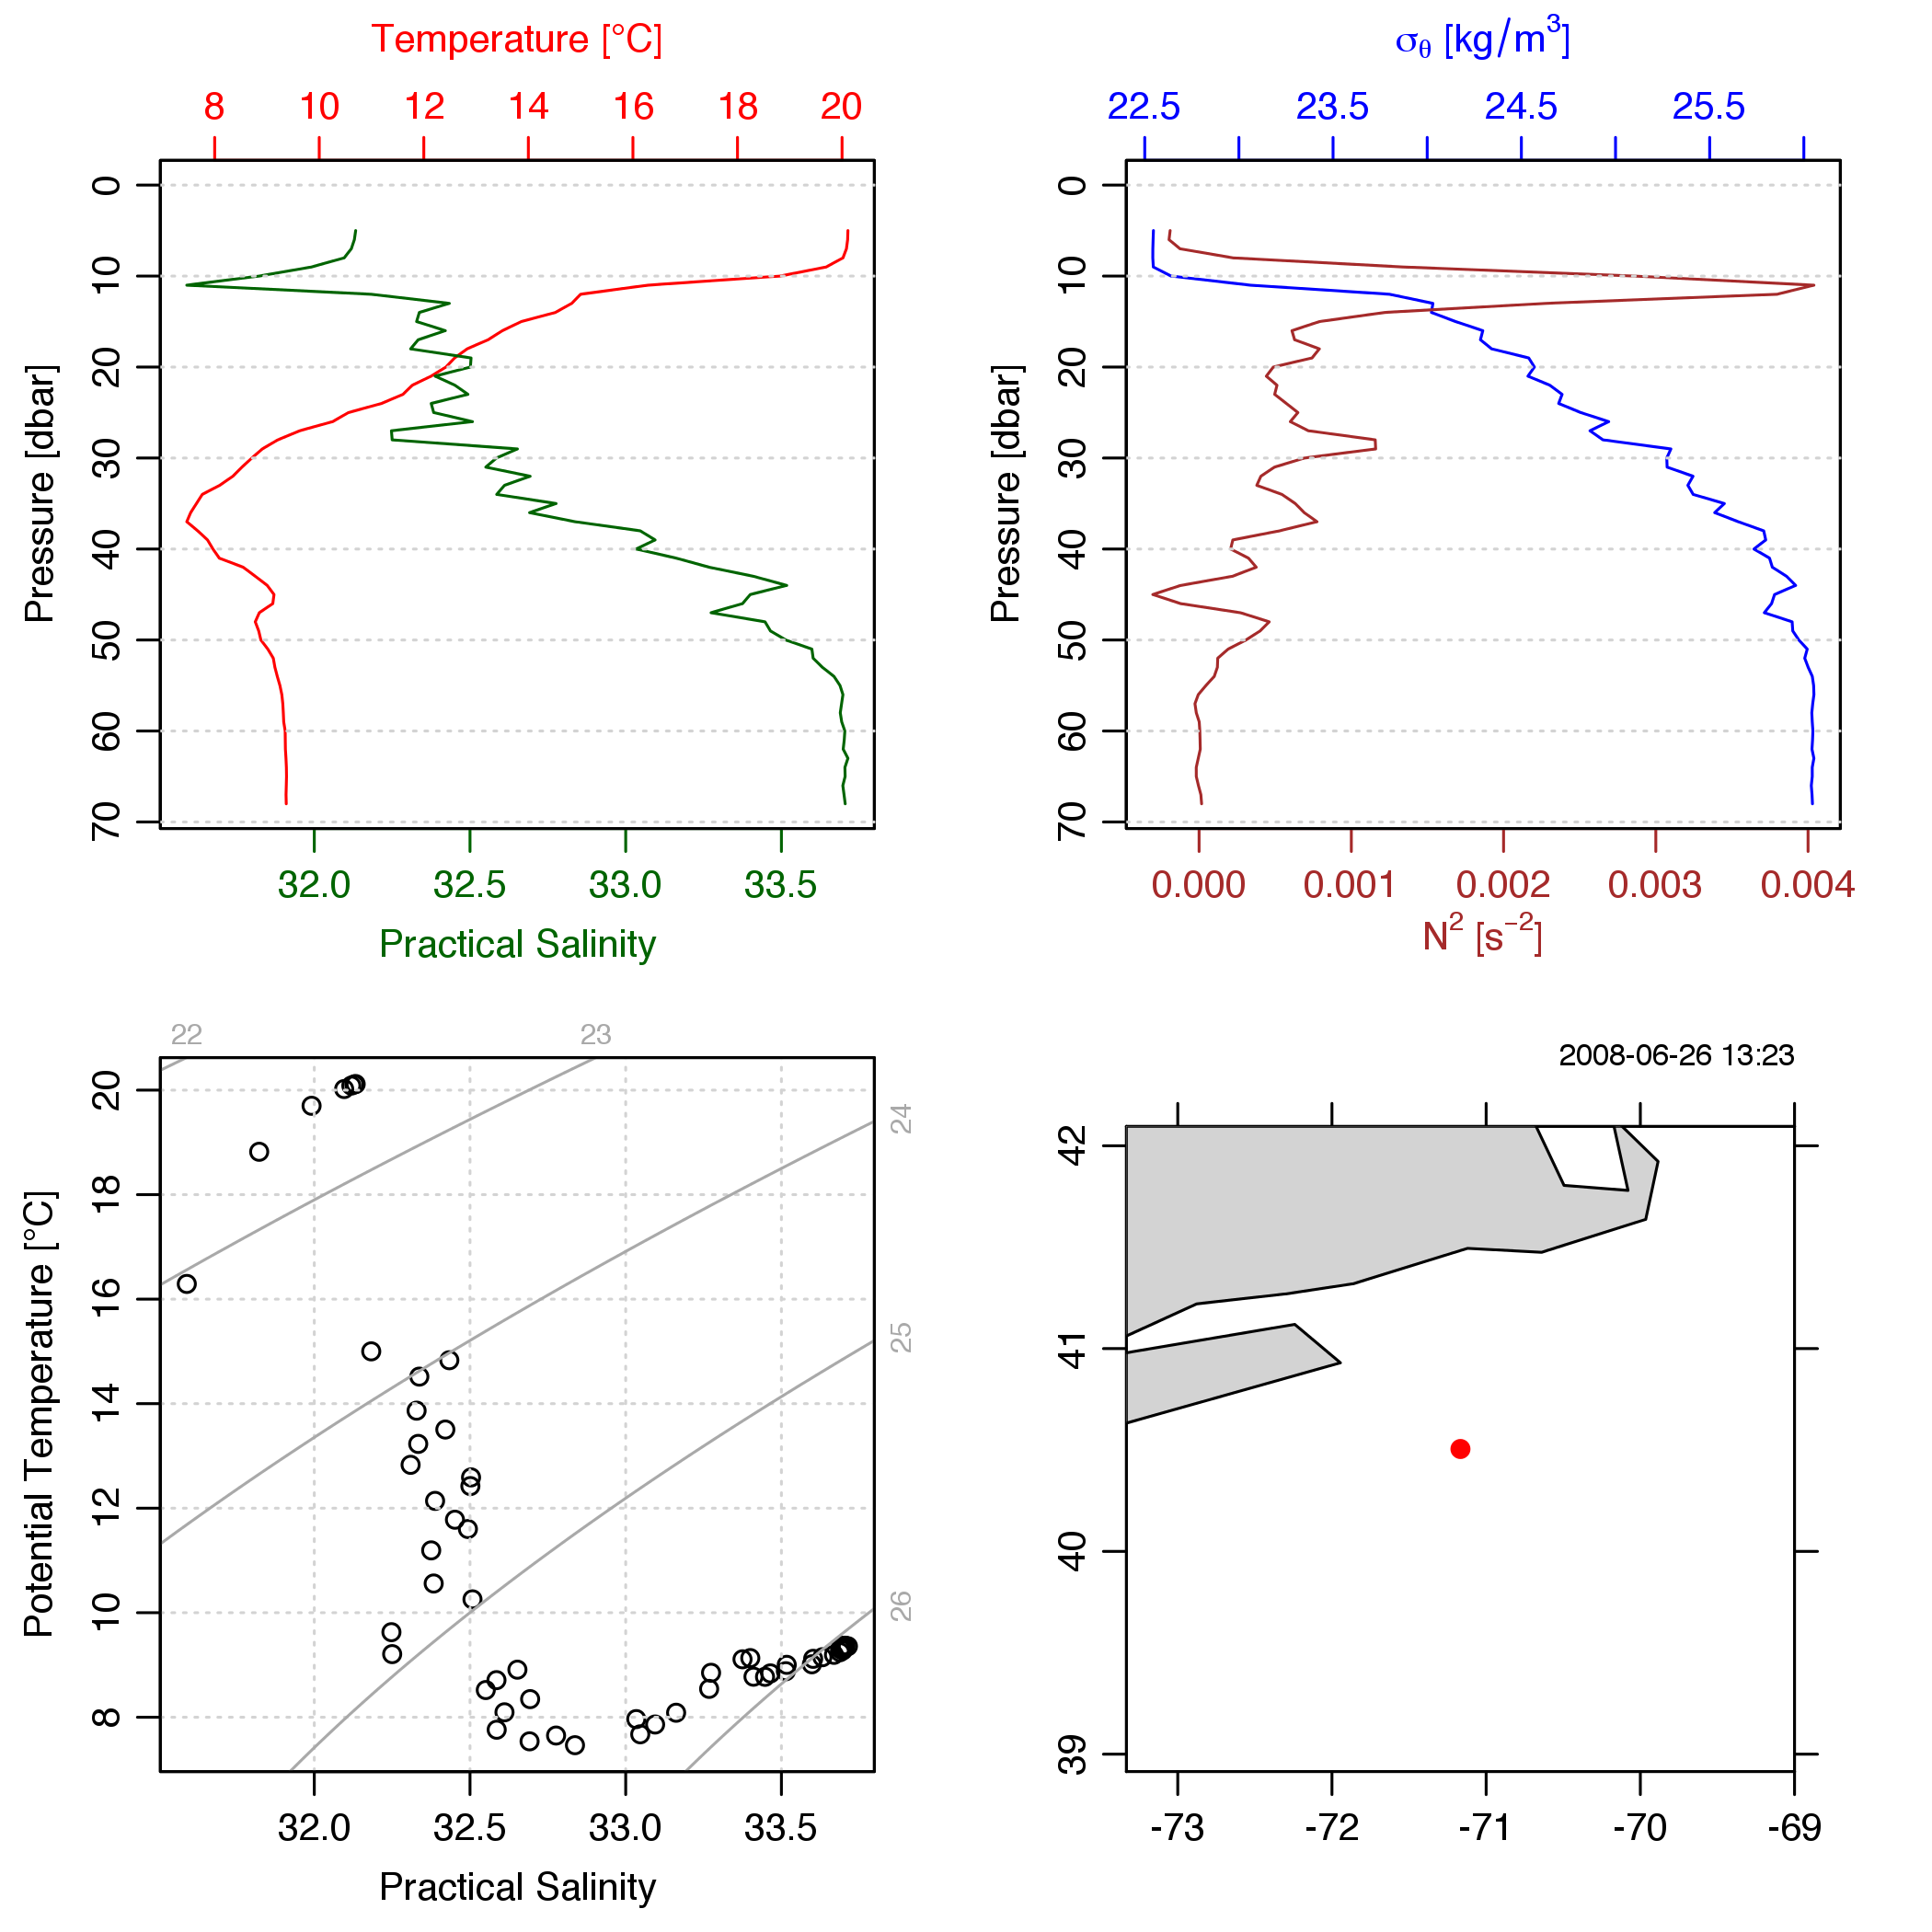 Temperature [°C]
8 10 12 14 16 18 20
0
10
20
30
40
50
60
70
Pressure [dbar]
32.0 32.5 33.0 33.5
Practical Salinity
σθ [kg/m³]
22.5 23.5 24.5 25.5
0
10
20
30
40
50
60
70
Pressure [dbar]
0.000 0.001 0.002 0.003 0.004
N² [s⁻²]
22 23
24
25
26
20
18
16
14
12
10
8
Potential Temperature [°C]
32.0 32.5 33.0 33.5
Practical Salinity
2008-06-26 13:23
42
41
40
39
-73 -72 -71 -70 -69